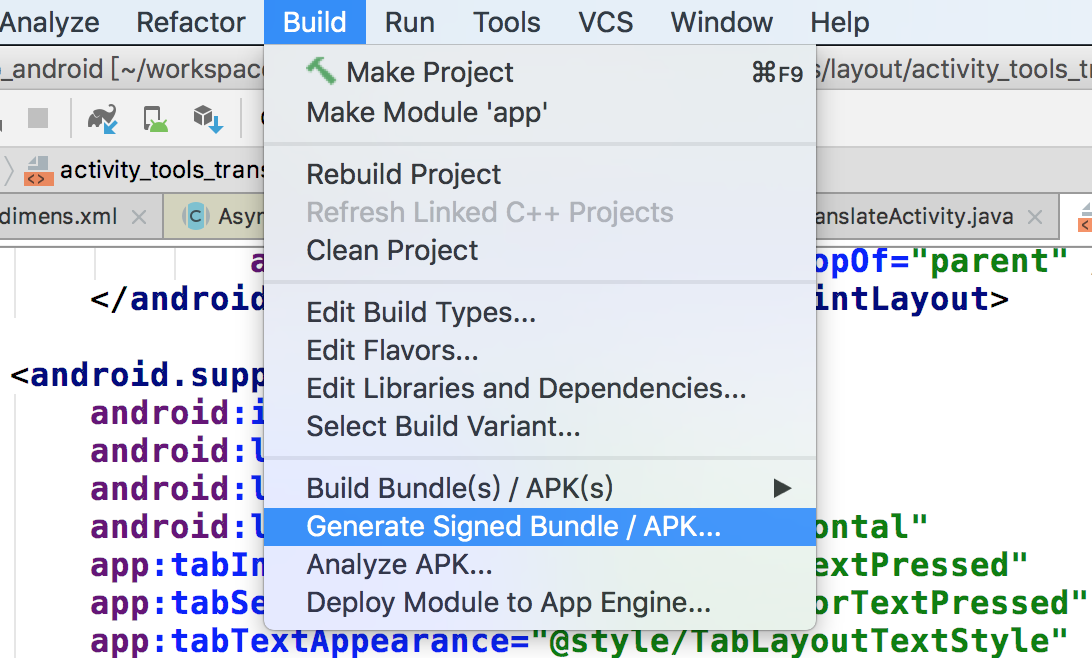 Analyze Refactor Build Run Tools VCS Window Help
_android [~/workspac s/layout/activity_tools_tr
Make Project ⌘F9
Make Module 'app'
activity_tools_trans
Rebuild Project
dimens.xml Asyn anslateActivity.java
Refresh Linked C++ Projects
Clean Project
a opOf="parent"
</android intLayout>
Edit Build Types...
Edit Flavors...
<android.supp
Edit Libraries and Dependencies...
android:i
Select Build Variant...
android:l
Build Bundle(s) / APK(s)
android:l
Generate Signed Bundle / APK...
android:l ontal"
Analyze APK...
app:tabIn extPressed"
Deploy Module to App Engine...
app:tabSe orTextPressed"
app:tabTextAppearance="@style/TabLayoutTextStyle"